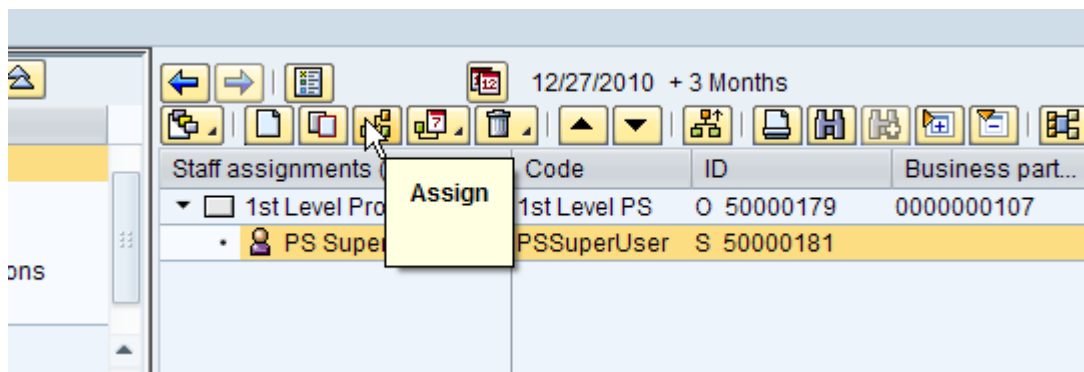 12/27/2010 + 3 Months
Staff assignments ( Code ID Business part...
Assign
1st Level Pro 1st Level PS O 50000179 0000000107
PS Super PSSuperUser S 50000181
ons